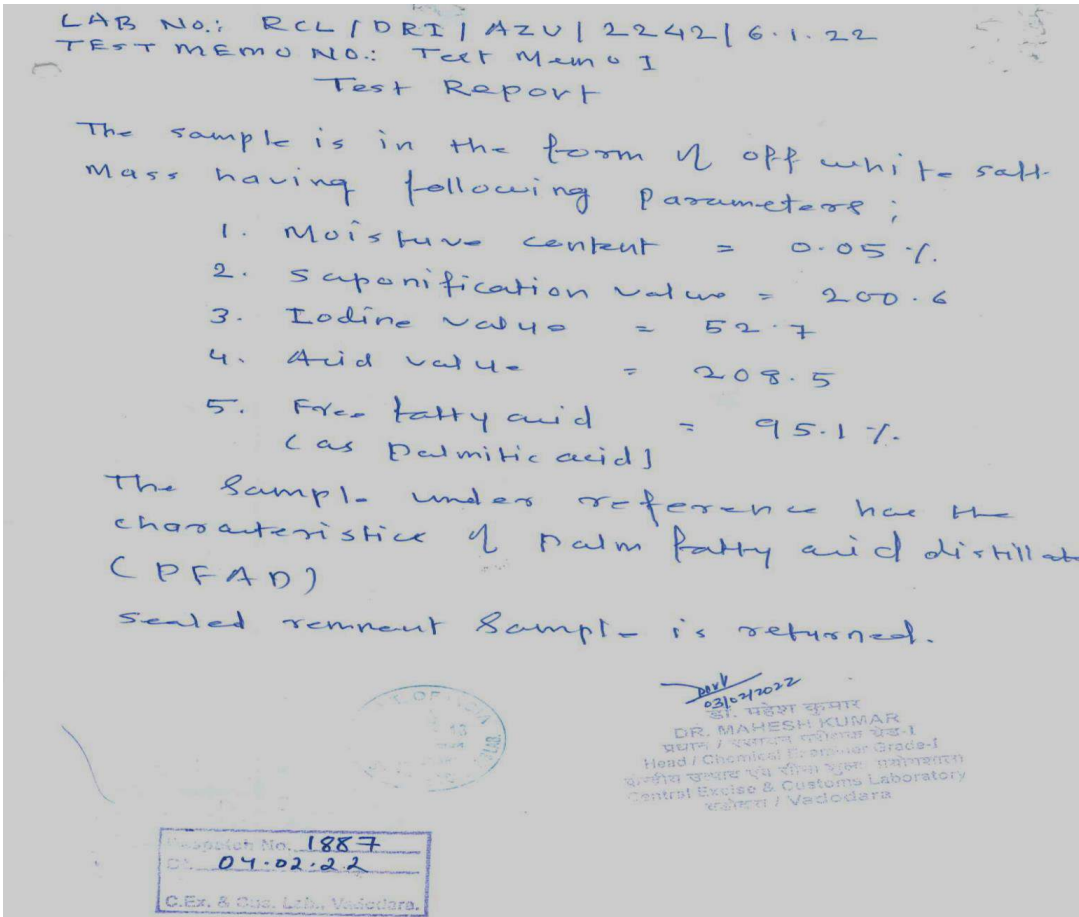 LAB No.: RCL/DRI/AZU/2242/6.1.22
TEST MEMO NO.: Test Memo I
Test Report
The sample is in the form of off white soft
mass having following parameters;
1. Moisture content = 0.05 %.
2. Saponification value = 200.6
3. Iodine value = 52.7
4. Acid value = 208.5
5. Free fatty acid = 95.1 %.
(as Palmitic acid)
The Sample under reference has the
characteristics of Palm fatty acid distillate
(PFAD)
Sealed remnant Sample is returned.
03/02/2022
डॉ. महेश कुमार
DR. MAHESH KUMAR
Head / Chemical Examiner Grade-I
Central Excise & Customs Laboratory
वडोदरा / Vadodara
Despatch No. 1887
04.02.22
C.Ex. & Cus. Lab., Vadodara.